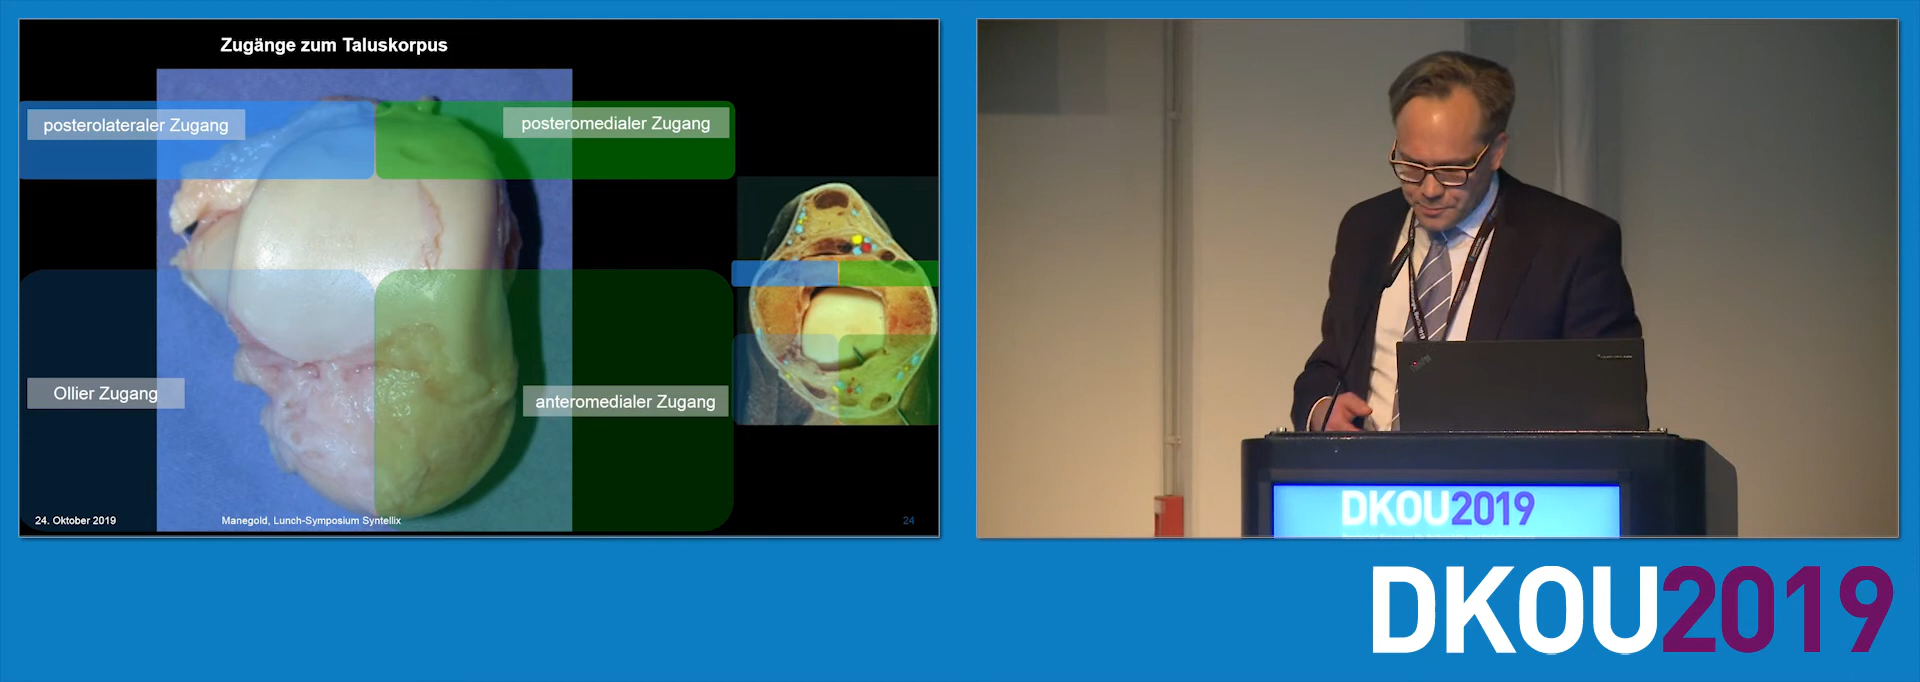 Zugänge zum Taluskorpus
posterolateraler Zugang
posteromedialer Zugang
Ollier Zugang
anteromedialer Zugang
24. Oktober 2019
Manegold, Lunch-Symposium Syntellix
24
DKOU2019
DKOU2019